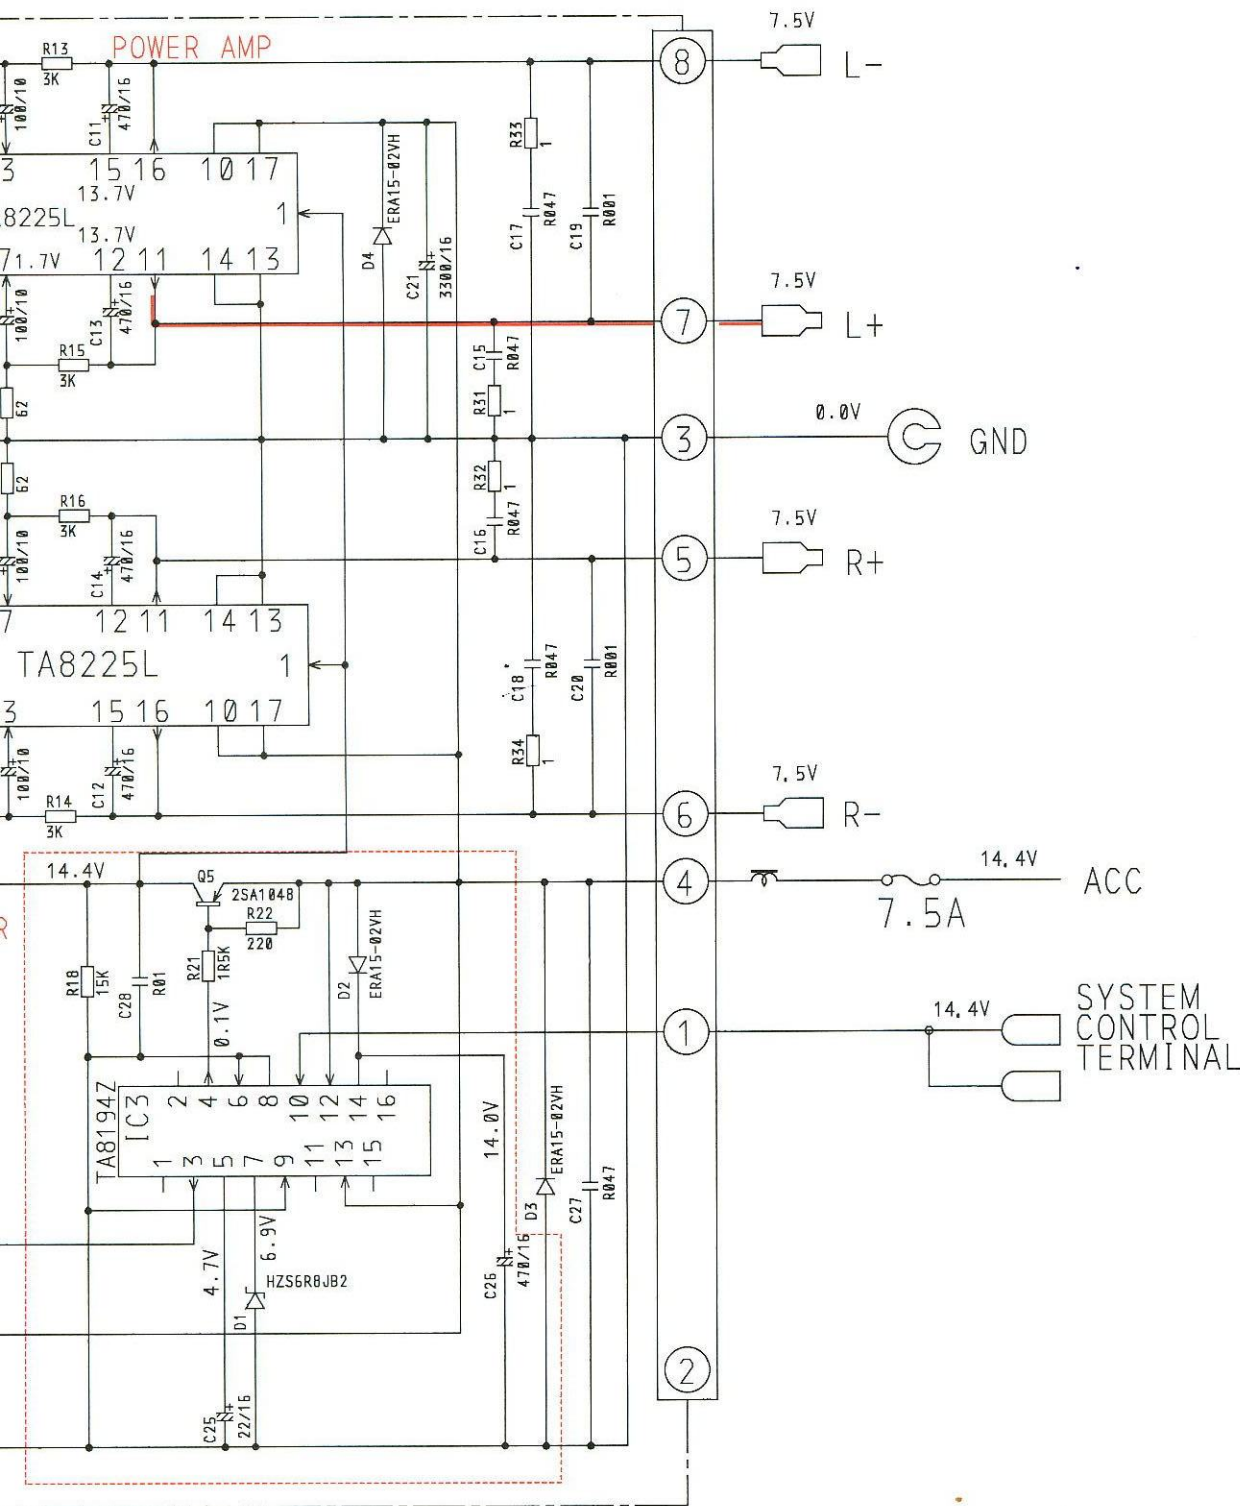 POWER AMP
7.5V
8
L-
R13
3K
100/10
C11
470/16
3
15 16
10 17
13.7V
8225L
13.7V
1
7 1.7V
12 11
14 13
ERA15-02VH
D4
C21
3300/16
R33
1
C17
R047
C19
R001
7.5V
7
L+
100/10
C13
470/16
R15
3K
62
C15
R047
R31
1
0.0V
3
GND
62
R16
3K
R32
1
C16
R047
7.5V
5
R+
100/10
C14
470/16
7
12 11
14 13
TA8225L
1
3
15 16
10 17
C18
R047
C20
R001
R34
1
100/10
C12
470/16
R14
3K
7.5V
6
R-
14.4V
Q5
2SA1048
R22
220
4
14.4V
ACC
7.5A
R
R18
15K
C28
R01
R21
1R5K
0.1V
D2
ERA15-02VH
1
14.4V
SYSTEM
CONTROL
TERMINAL
TA8194Z
IC3
2 4 6 8 10 12 14 16
1 3 5 7 9 11 13 15
14.0V
ERA15-02VH
D3
C27
R047
4.7V
6.9V
HZS6R8JB2
D1
C26
470/16
C25
22/16
2